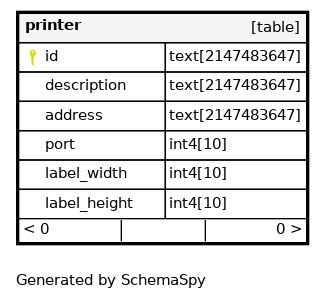 printer [table]
id text[2147483647]
description text[2147483647]
address text[2147483647]
port int4[10]
label_width int4[10]
label_height int4[10]
< 0 0 >
Generated by SchemaSpy